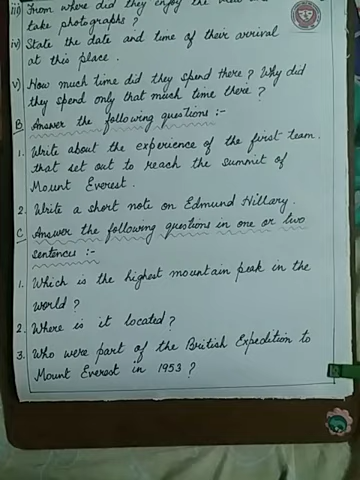 iii) From where did they enjoy the view and
take photographs?
iv) State the date and time of their arrival
at this place.
v) How much time did they spend there? Why did
they spend only that much time there?
B Answer the following questions :-
1. Write about the experience of the first team
that set out to reach the summit of
Mount Everest.
2. Write a short note on Edmund Hillary.
C Answer the following questions in one or two
sentences :-
1. Which is the highest mountain peak in the
world?
2. Where is it located?
3. Who were part of the British Expedition to
Mount Everest in 1953?